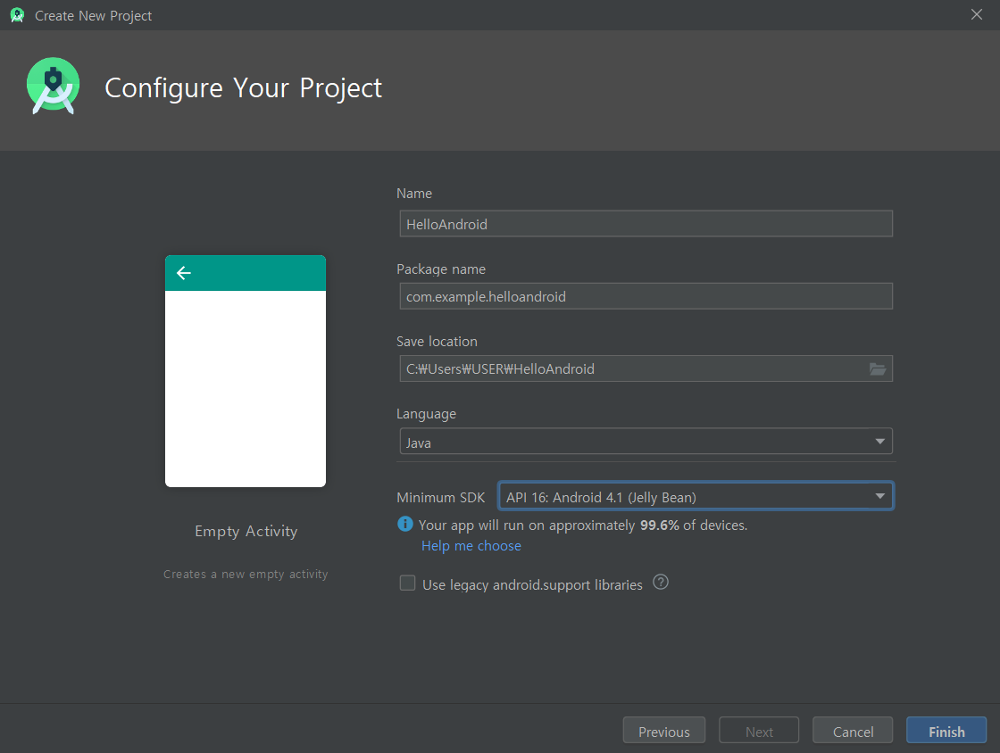 Create New Project
Configure Your Project
Name
HelloAndroid
Package name
com.example.helloandroid
Save location
C:₩Users₩USER₩HelloAndroid
Language
Java
Minimum SDK API 16: Android 4.1 (Jelly Bean)
Your app will run on approximately 99.6% of devices.
Help me choose
Use legacy android.support libraries
Empty Activity
Creates a new empty activity
Previous Next Cancel Finish